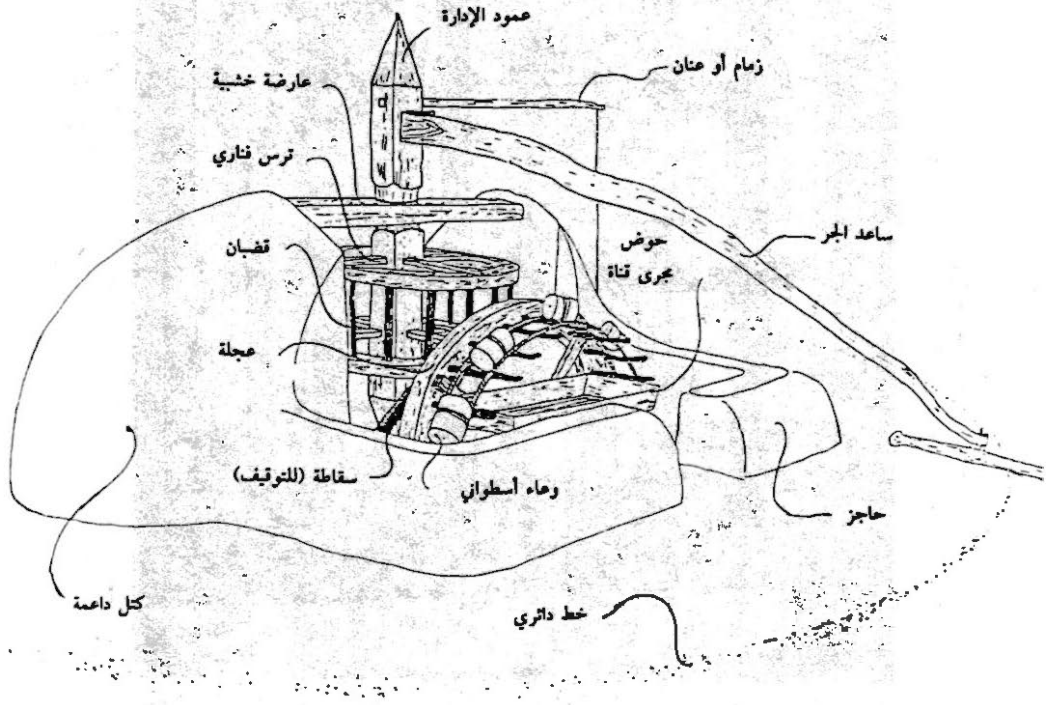 عمود الإدارة
زمام أو عنان
عارضة خشبية
ترس فناري
ساعد الجر
حوض
مجرى قناة
قضبان
عجلة
سقاطة (للتوقيف)
وعاء أسطواني
حاجز
كتل داعمة
خط دائري